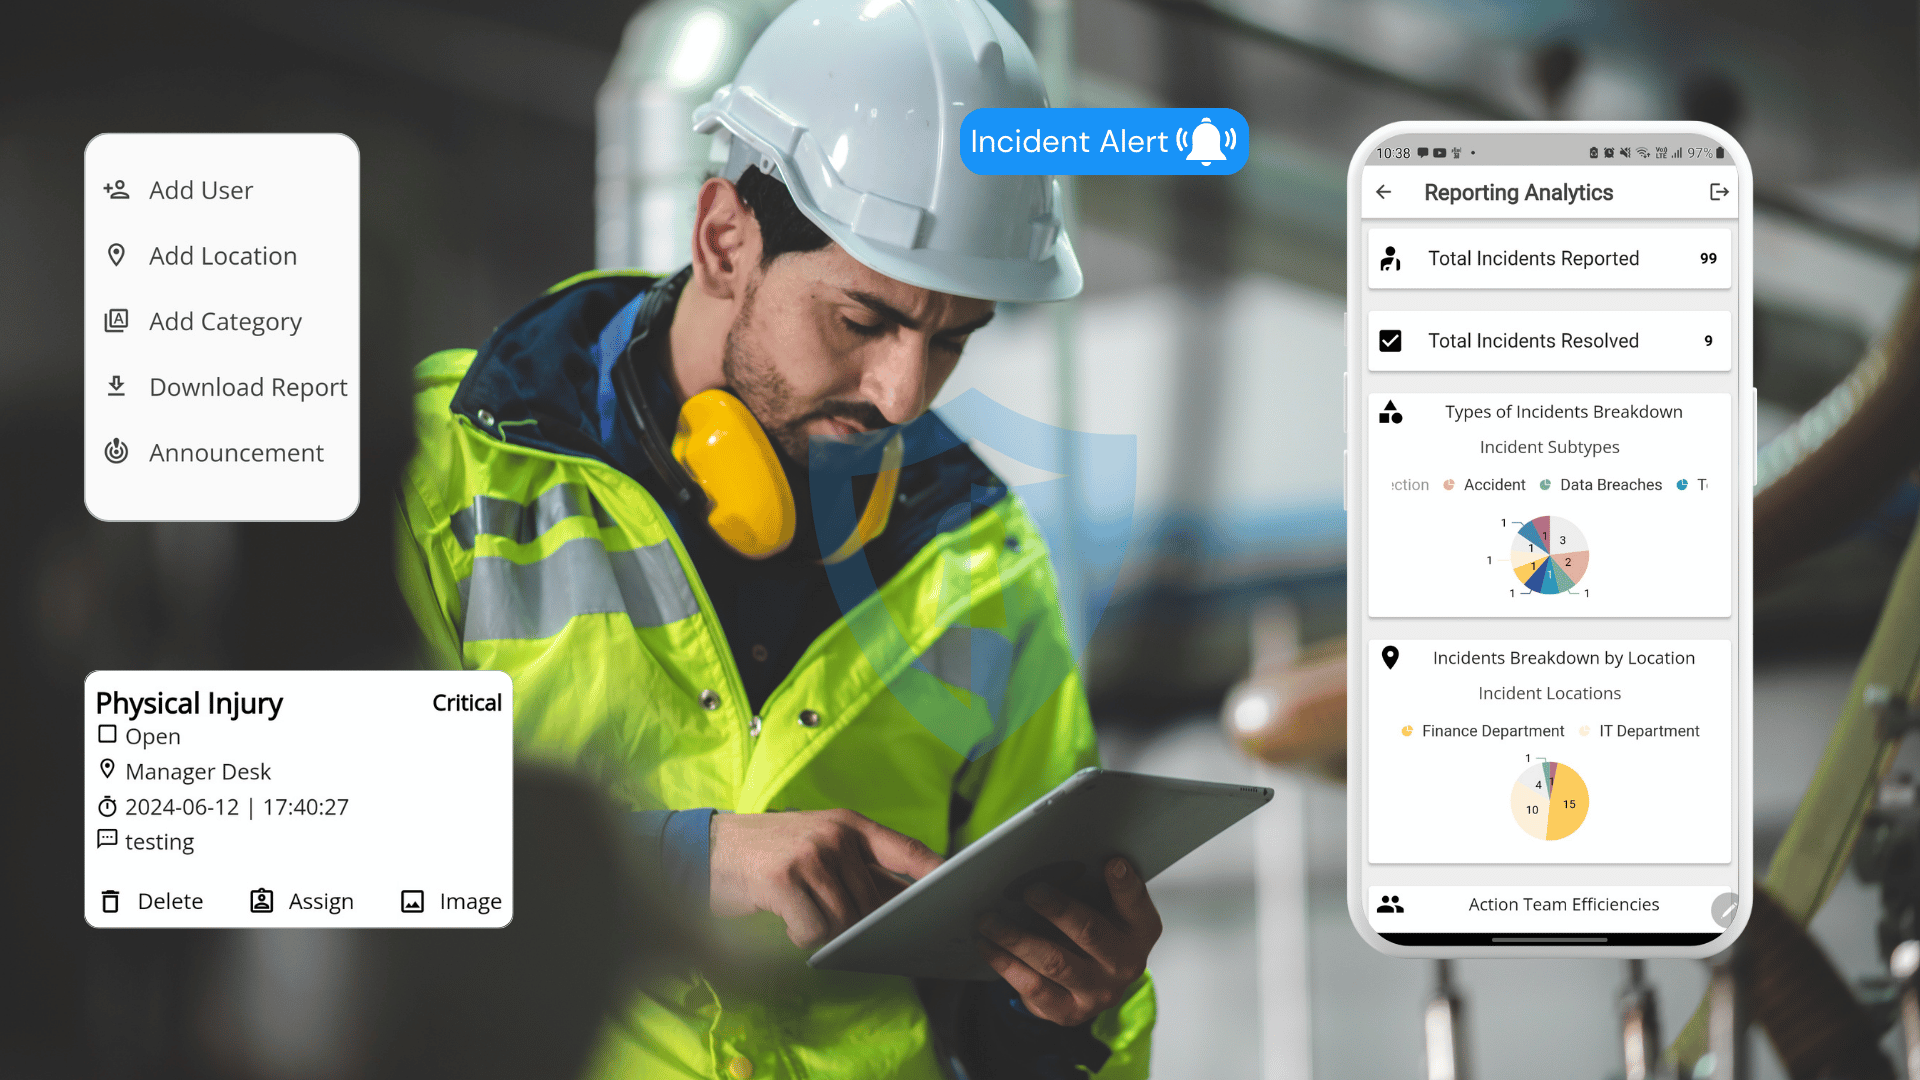 Add User
Add Location
Add Category
Download Report
Announcement
Physical Injury
Critical
Open
Manager Desk
2024-06-12 | 17:40:27
testing
Delete
Assign
Image
Incident Alert
10:38
97%
Reporting Analytics
Total Incidents Reported 99
Total Incidents Resolved 9
Types of Incidents Breakdown
Incident Subtypes
ection Accident Data Breaches T
1
1
3
1
1
2
1
1
1
1
Incidents Breakdown by Location
Incident Locations
Finance Department IT Department
1
4
1
10
15
Action Team Efficiencies